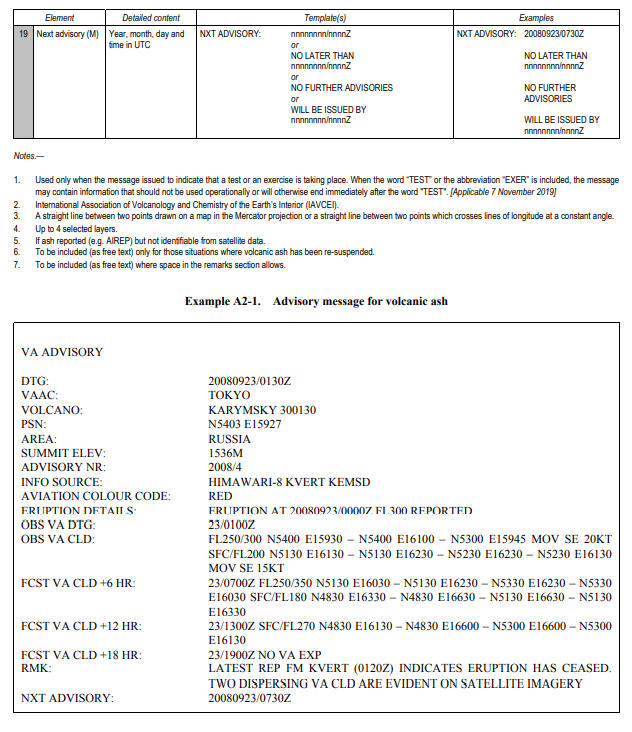 Element Detailed content Template(s) Examples
19 Next advisory (M) Year, month, day and NXT ADVISORY: nnnnnnnn/nnnnZ NXT ADVISORY: 20080923/0730Z
time in UTC or
NO LATER THAN NO LATER THAN
nnnnnnnn/nnnnZ nnnnnnnn/nnnnZ
or
NO FURTHER ADVISORIES NO FURTHER
or ADVISORIES
WILL BE ISSUED BY
nnnnnnnn/nnnnZ WILL BE ISSUED BY
nnnnnnnn/nnnnZ
Notes.—
1. Used only when the message issued to indicate that a test or an exercise is taking place. When the word "TEST" or the abbreviation "EXER" is included, the message
may contain information that should not be used operationally or will otherwise end immediately after the word "TEST". [Applicable 7 November 2019]
2. International Association of Volcanology and Chemistry of the Earth's Interior (IAVCEI).
3. A straight line between two points drawn on a map in the Mercator projection or a straight line between two points which crosses lines of longitude at a constant angle.
4. Up to 4 selected layers.
5. If ash reported (e.g. AIREP) but not identifiable from satellite data.
6. To be included (as free text) only for those situations where volcanic ash has been re-suspended.
7. To be included (as free text) where space in the remarks section allows.
Example A2-1. Advisory message for volcanic ash
VA ADVISORY
DTG: 20080923/0130Z
VAAC: TOKYO
VOLCANO: KARYMSKY 300130
PSN: N5403 E15927
AREA: RUSSIA
SUMMIT ELEV: 1536M
ADVISORY NR: 2008/4
INFO SOURCE: HIMAWARI-8 KVERT KEMSD
AVIATION COLOUR CODE: RED
ERUPTION DETAILS: ERUPTION AT 20080923/0000Z FL300 REPORTED
OBS VA DTG: 23/0100Z
OBS VA CLD: FL250/300 N5400 E15930 – N5400 E16100 – N5300 E15945 MOV SE 20KT
SFC/FL200 N5130 E16130 – N5130 E16230 – N5230 E16230 – N5230 E16130
MOV SE 15KT
FCST VA CLD +6 HR: 23/0700Z FL250/350 N5130 E16030 – N5130 E16230 – N5330 E16230 – N5330
E16030 SFC/FL180 N4830 E16330 – N4830 E16630 – N5130 E16630 – N5130
E16330
FCST VA CLD +12 HR: 23/1300Z SFC/FL270 N4830 E16130 – N4830 E16600 – N5300 E16600 – N5300
E16130
FCST VA CLD +18 HR: 23/1900Z NO VA EXP
RMK: LATEST REP FM KVERT (0120Z) INDICATES ERUPTION HAS CEASED.
TWO DISPERSING VA CLD ARE EVIDENT ON SATELLITE IMAGERY
NXT ADVISORY: 20080923/0730Z